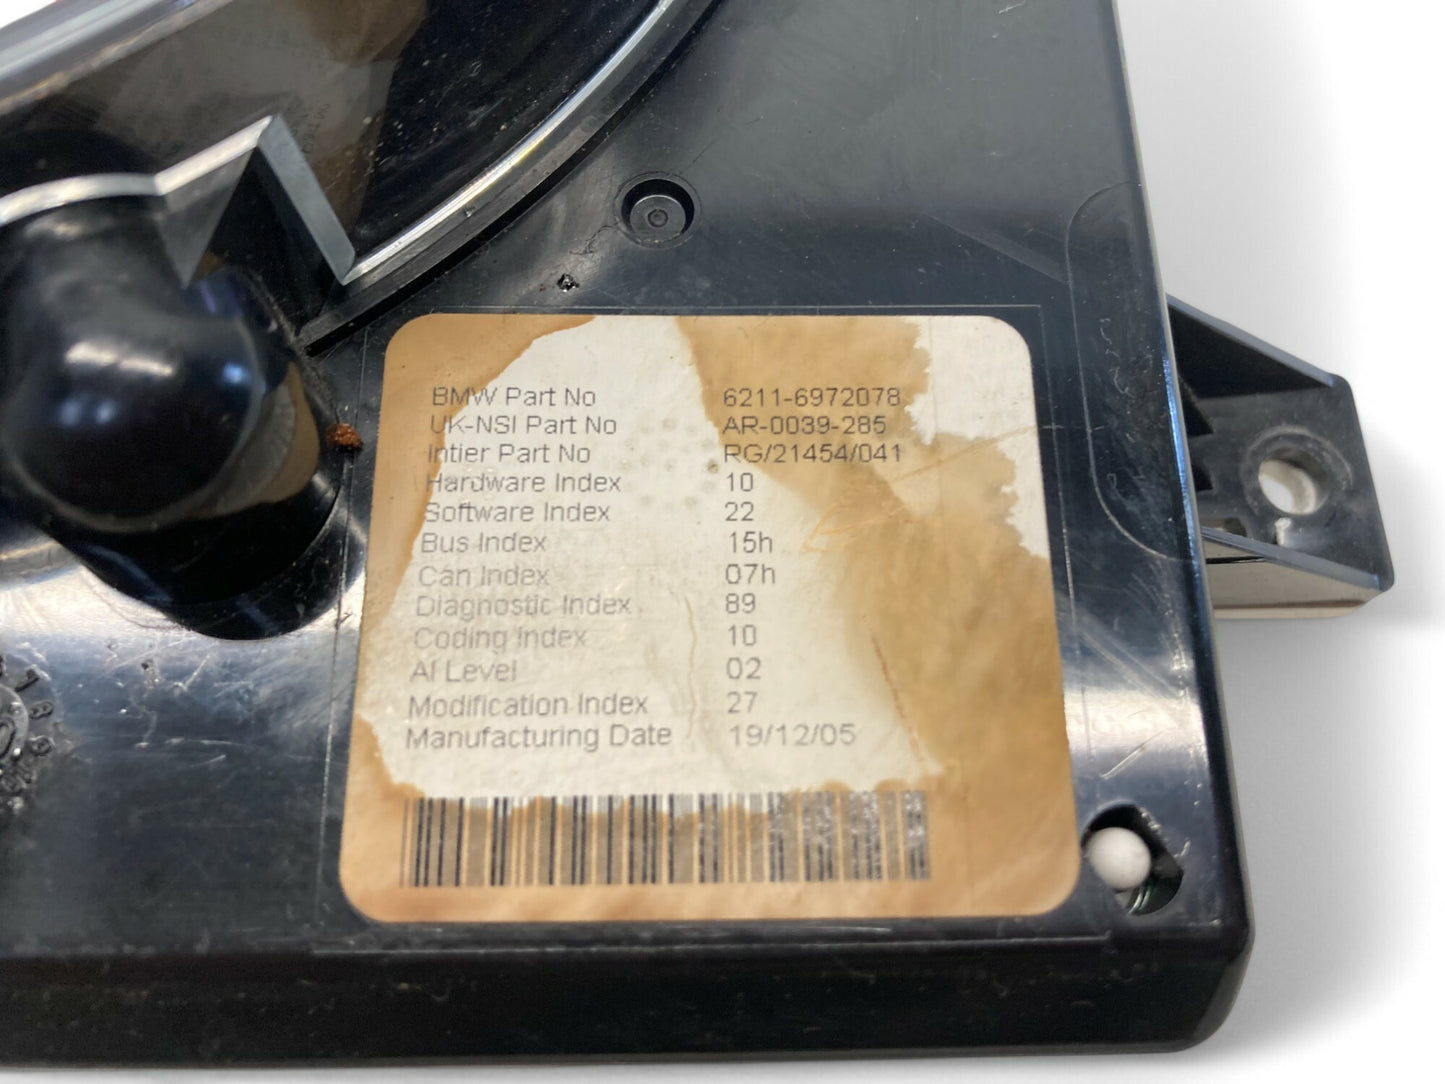 BMW Part No 6211-6972078
UK-NSI Part No AR-0039-285
Intier Part No RG/21454/041
Hardware Index 10
Software Index 22
Bus Index 15h
Can Index 07h
Diagnostic Index 89
Coding Index 10
AI Level 02
Modification Index 27
Manufacturing Date 19/12/05